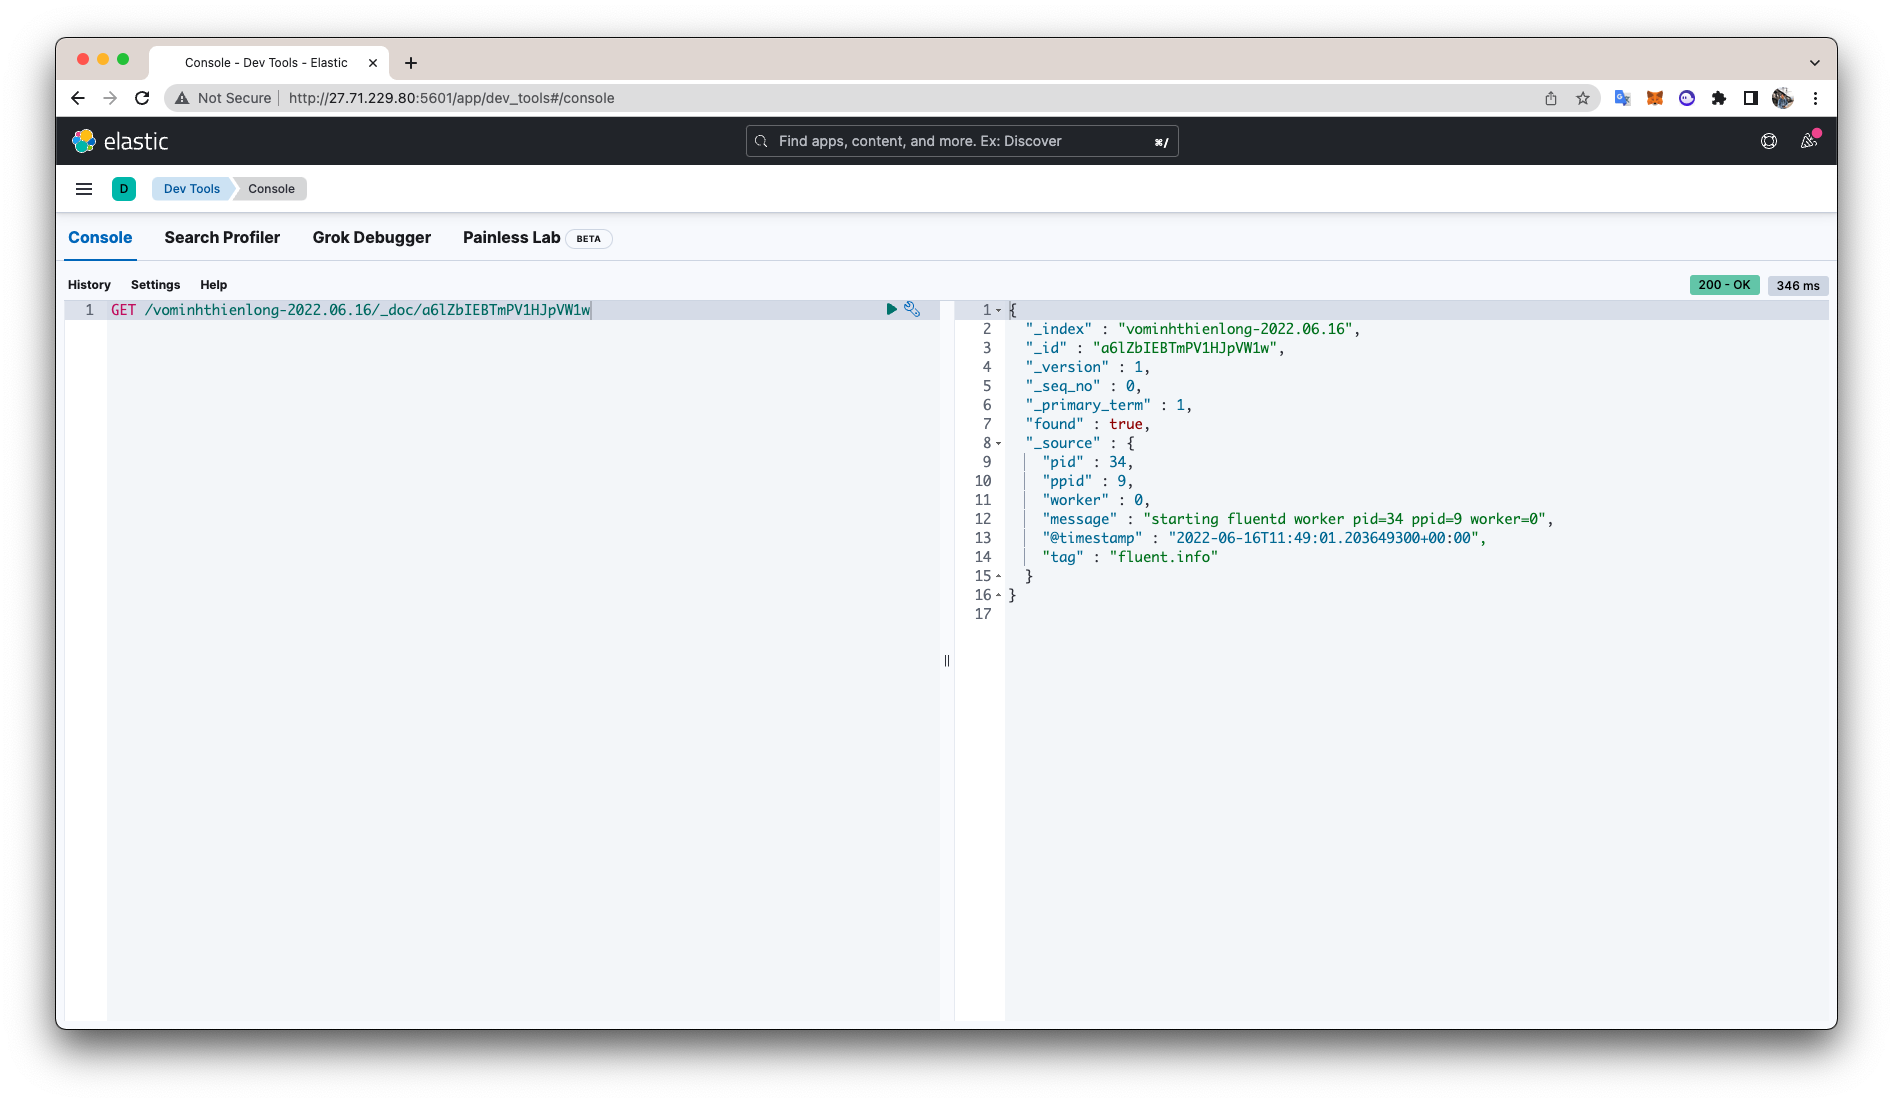 Console - Dev Tools - Elastic
Not Secure http://27.71.229.80:5601/app/dev_tools#/console
elastic
Find apps, content, and more. Ex: Discover ⌘/
D Dev Tools Console
Console Search Profiler Grok Debugger Painless Lab BETA
History Settings Help
200 - OK 346 ms
1 GET /vominhthienlong-2022.06.16/_doc/a6lZbIEBTmPV1HJpVW1w
1 {
2 "_index" : "vominhthienlong-2022.06.16",
3 "_id" : "a6lZbIEBTmPV1HJpVW1w",
4 "_version" : 1,
5 "_seq_no" : 0,
6 "_primary_term" : 1,
7 "found" : true,
8 "_source" : {
9 "pid" : 34,
10 "ppid" : 9,
11 "worker" : 0,
12 "message" : "starting fluentd worker pid=34 ppid=9 worker=0",
13 "@timestamp" : "2022-06-16T11:49:01.203649300+00:00",
14 "tag" : "fluent.info"
15 }
16 }
17